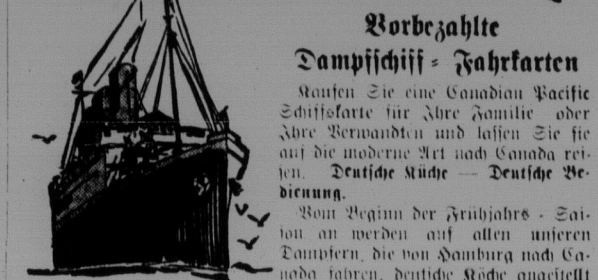 Vorbezahlte
Dampfschiff = Fahrkarten
Kaufen Sie eine Canadian Pacific
Schiffskarte für Ihre Familie oder
Ihre Verwandten und lassen Sie sie
auf die moderne Art nach Canada rei-
sen. Deutsche Küche — Deutsche Be-
dienung.
Vom Beginn der Frühjahrs - Sai-
son an werden auf allen unseren
Dampfern, die von Hamburg nach Ca-
nada fahren, deutsche Köche angestellt